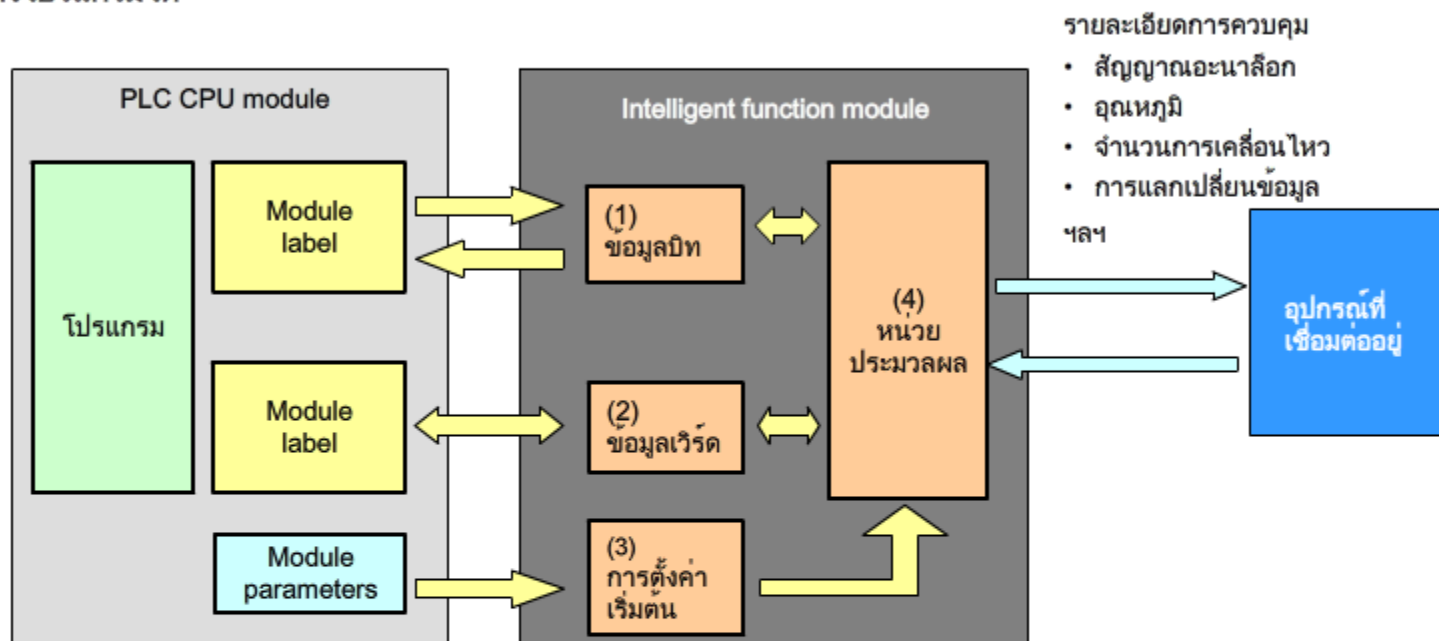 รายละเอียดการควบคุม
• สัญญาณอะนาล็อก
• อุณหภูมิ
• จำนวนการเคลื่อนไหว
• การแลกเปลี่ยนข้อมูล
ฯลฯ
PLC CPU module
Intelligent function module
โปรแกรม
Module
label
(1)
ข้อมูลบิท
(4)
หน่วย
ประมวลผล
อุปกรณ์ที่
เชื่อมต่ออยู่
Module
label
(2)
ข้อมูลเวิร์ด
Module
parameters
(3)
การตั้งค่า
เริ่มต้น